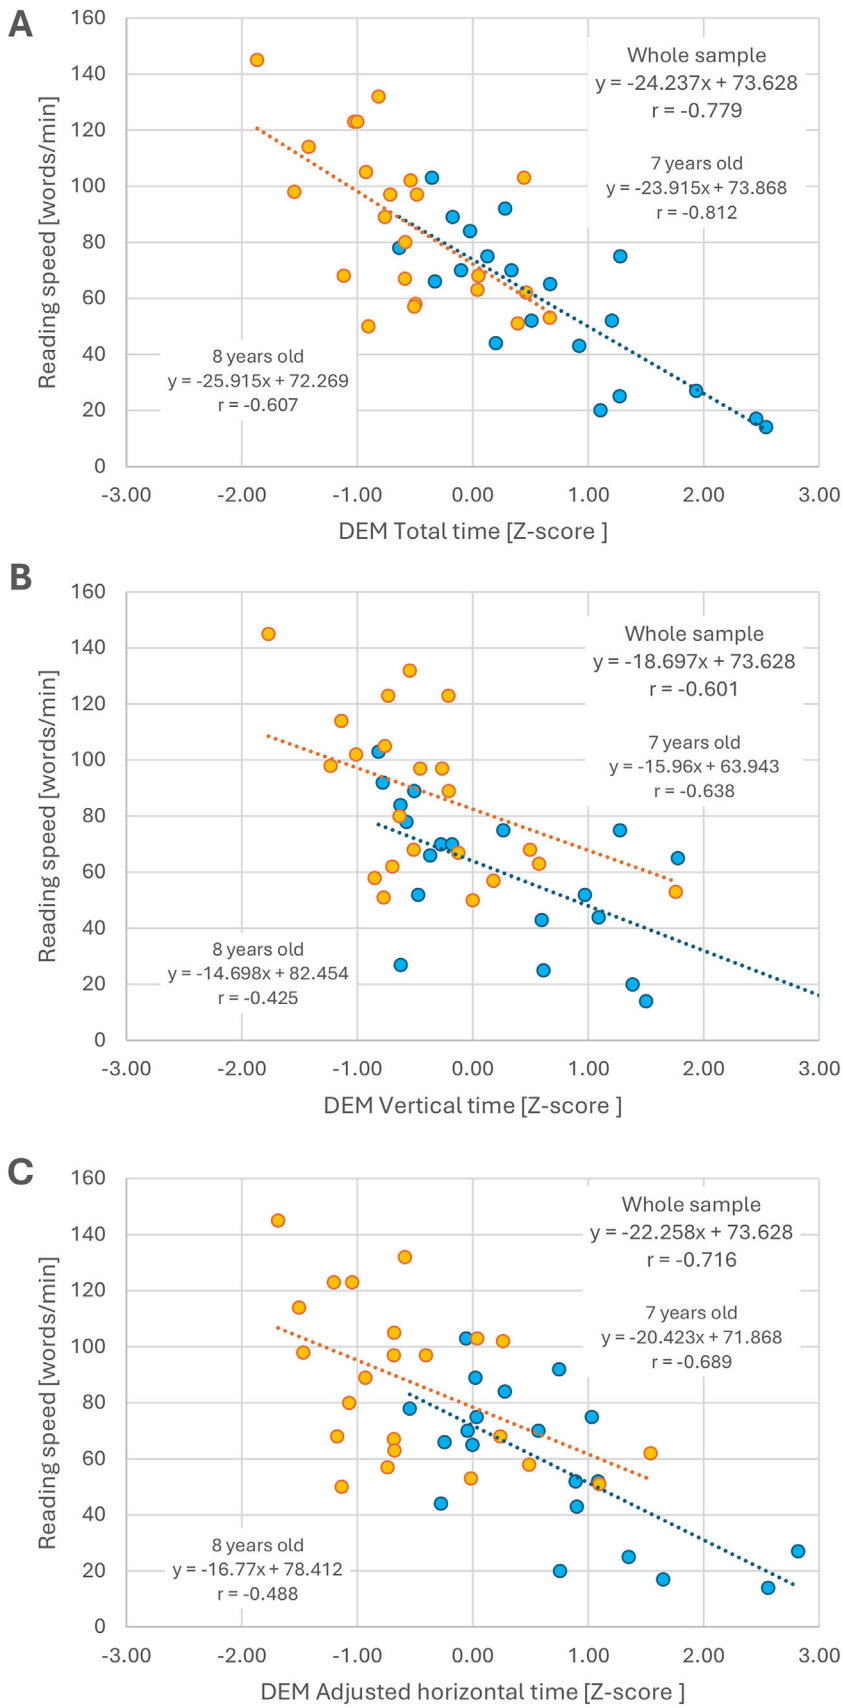 A
160
140
120
100
80
60
40
20
0
Reading speed [words/min]
Whole sample
y = -24.237x + 73.628
r = -0.779
7 years old
y = -23.915x + 73.868
r = -0.812
8 years old
y = -25.915x + 72.269
r = -0.607
-3.00 -2.00 -1.00 0.00 1.00 2.00 3.00
DEM Total time [Z-score ]
B
160
140
120
100
80
60
40
20
0
Reading speed [words/min]
Whole sample
y = -18.697x + 73.628
r = -0.601
7 years old
y = -15.96x + 63.943
r = -0.638
8 years old
y = -14.698x + 82.454
r = -0.425
-3.00 -2.00 -1.00 0.00 1.00 2.00 3.00
DEM Vertical time [Z-score ]
C
160
140
120
100
80
60
40
20
0
Reading speed [words/min]
Whole sample
y = -22.258x + 73.628
r = -0.716
7 years old
y = -20.423x + 71.868
r = -0.689
8 years old
y = -16.77x + 78.412
r = -0.488
-3.00 -2.00 -1.00 0.00 1.00 2.00 3.00
DEM Adjusted horizontal time [Z-score ]